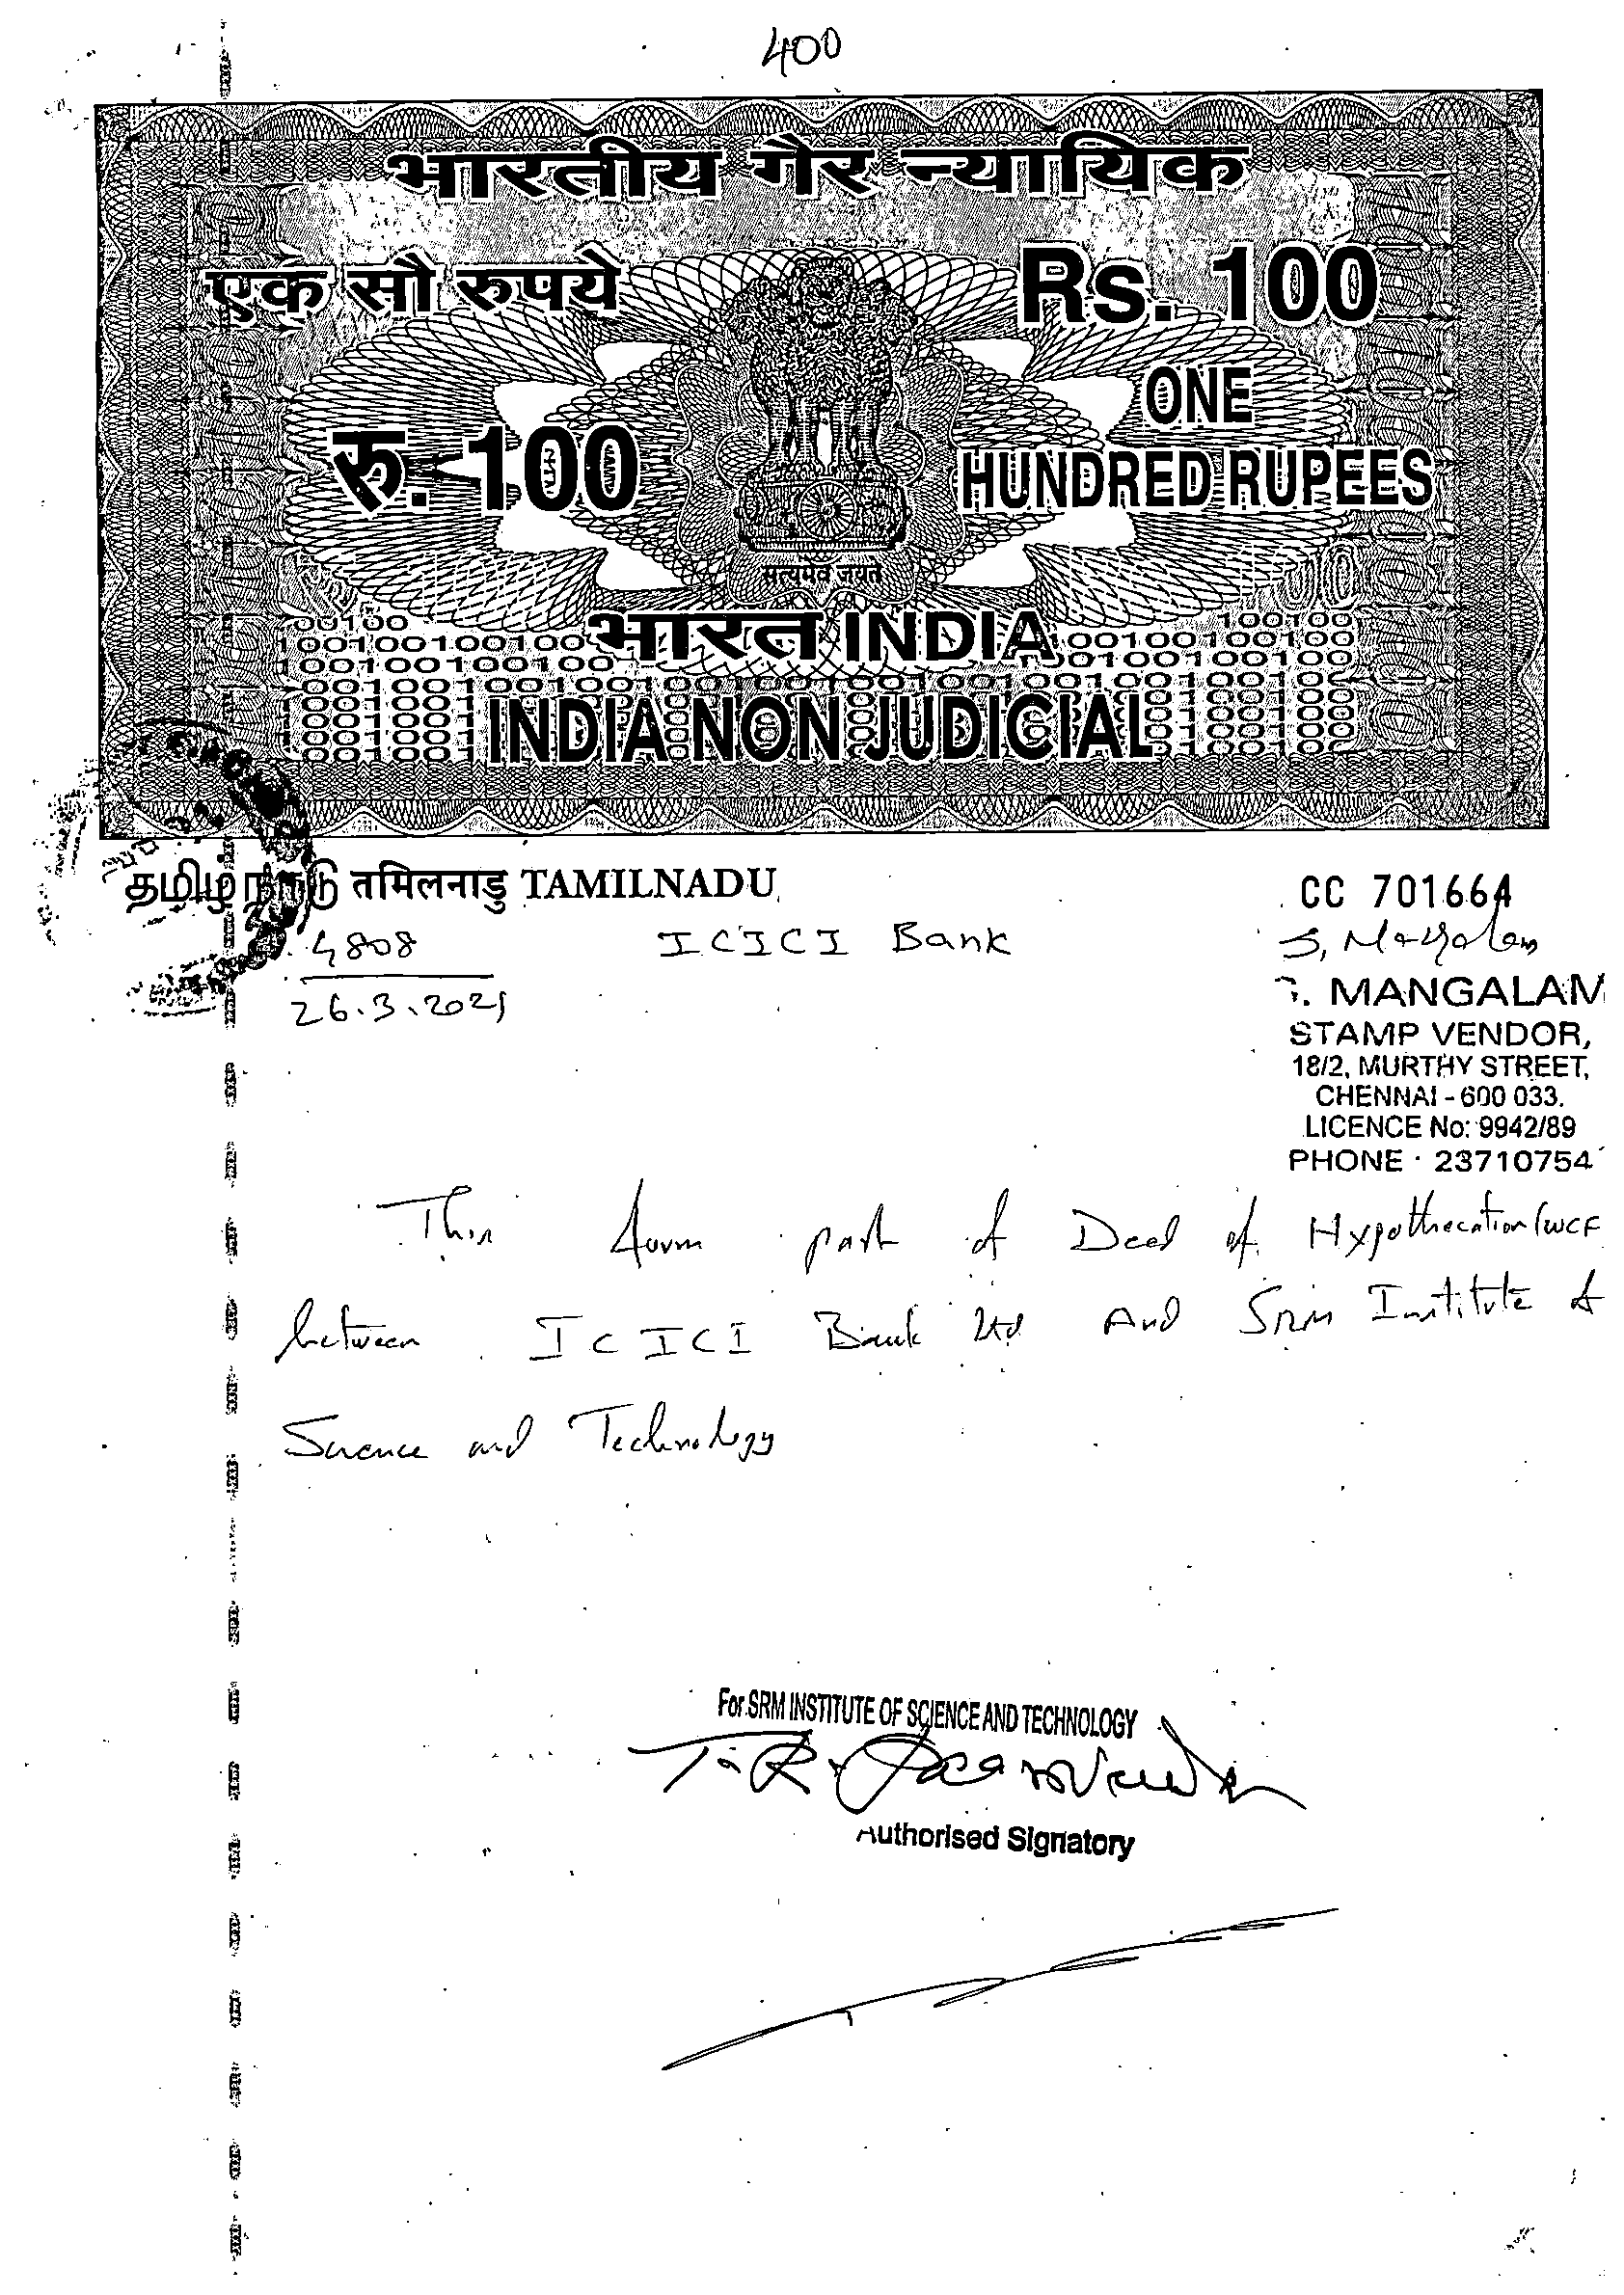 400
भारतीय गैर न्यायिक
एक सौ रुपये
Rs. 100
ONE
रु. 100
HUNDRED RUPEES
सत्यमेव जयते
भारत INDIA
INDIA NON JUDICIAL
தமிழ்நாடு तमिलनाडु TAMILNADU
CC 701664
4808
ICICI Bank
26.3.2021
S. Mangalam
S. MANGALAM
STAMP VENDOR,
18/2, MURTHY STREET,
CHENNAI - 600 033.
LICENCE No: 9942/89
PHONE : 23710754
This form part of Deed of Hypothecation (WCF
between ICICI Bank Ltd And SRM Institute of
Science and Technology
For SRM INSTITUTE OF SCIENCE AND TECHNOLOGY
Authorised Signatory